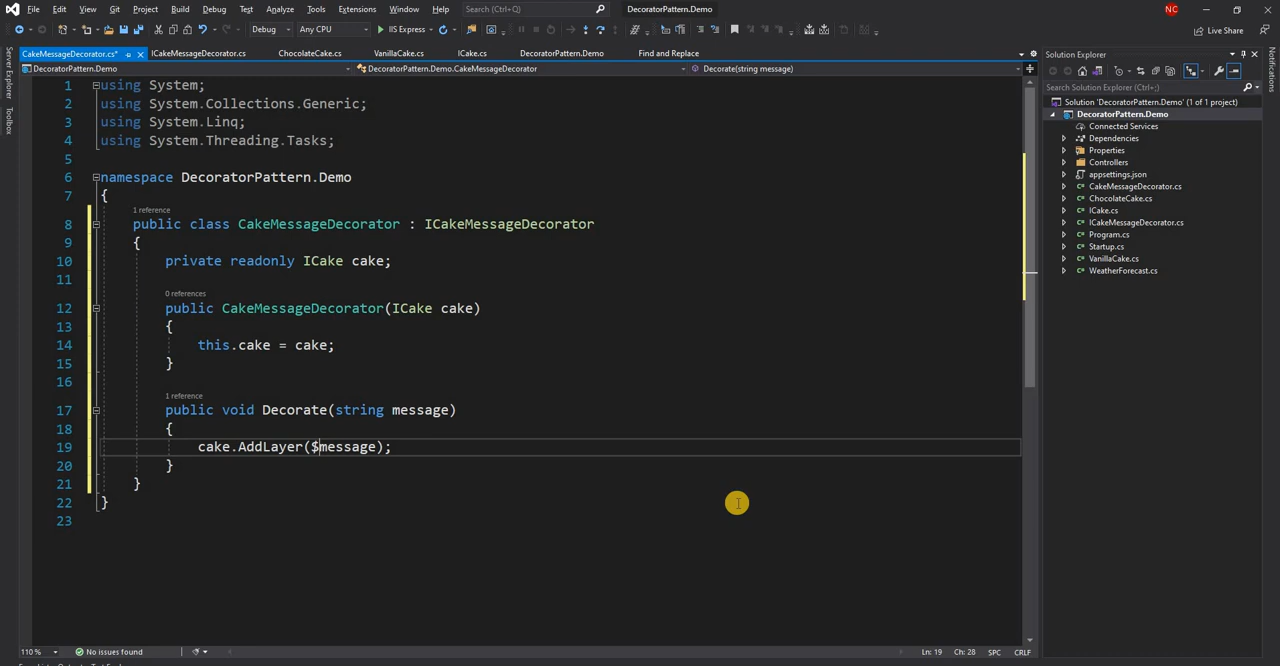 File Edit View Git Project Build Debug Test Analyze Tools Extensions Window Help Search (Ctrl+Q) DecoratorPattern.Demo NC
Debug Any CPU IIS Express Live Share
CakeMessageDecorator.cs* ICakeMessageDecorator.cs ChocolateCake.cs VanillaCake.cs ICake.cs DecoratorPattern.Demo Find and Replace
DecoratorPattern.Demo DecoratorPattern.Demo.CakeMessageDecorator Decorate(string message)
Server Explorer
Toolbox
1 using System;
2 using System.Collections.Generic;
3 using System.Linq;
4 using System.Threading.Tasks;
5
6 namespace DecoratorPattern.Demo
7 {
1 reference
8 public class CakeMessageDecorator : ICakeMessageDecorator
9 {
10 private readonly ICake cake;
11
0 references
12 public CakeMessageDecorator(ICake cake)
13 {
14 this.cake = cake;
15 }
16
1 reference
17 public void Decorate(string message)
18 {
19 cake.AddLayer($message);
20 }
21 }
22 }
23
110 % No issues found Ln: 19 Ch: 28 SPC CRLF
Solution Explorer
Search Solution Explorer (Ctrl+;)
Solution 'DecoratorPattern.Demo' (1 of 1 project)
DecoratorPattern.Demo
Connected Services
Dependencies
Properties
Controllers
appsettings.json
CakeMessageDecorator.cs
ChocolateCake.cs
ICake.cs
ICakeMessageDecorator.cs
Program.cs
Startup.cs
VanillaCake.cs
WeatherForecast.cs
Notifications